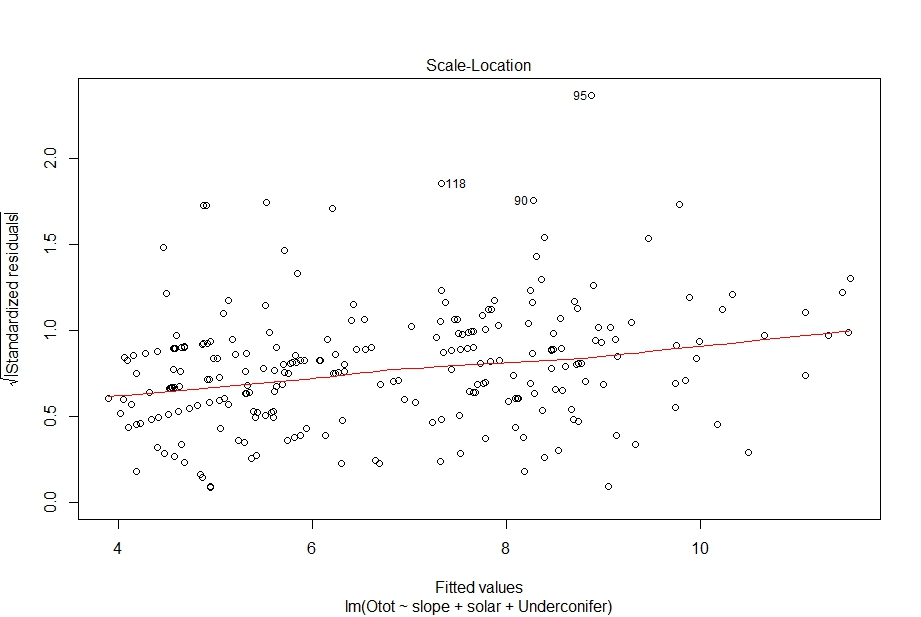 Scale-Location
95
118
90
√|Standardized residuals|
2.0
1.5
1.0
0.5
0.0
4 6 8 10
Fitted values
lm(Otot ~ slope + solar + Underconifer)